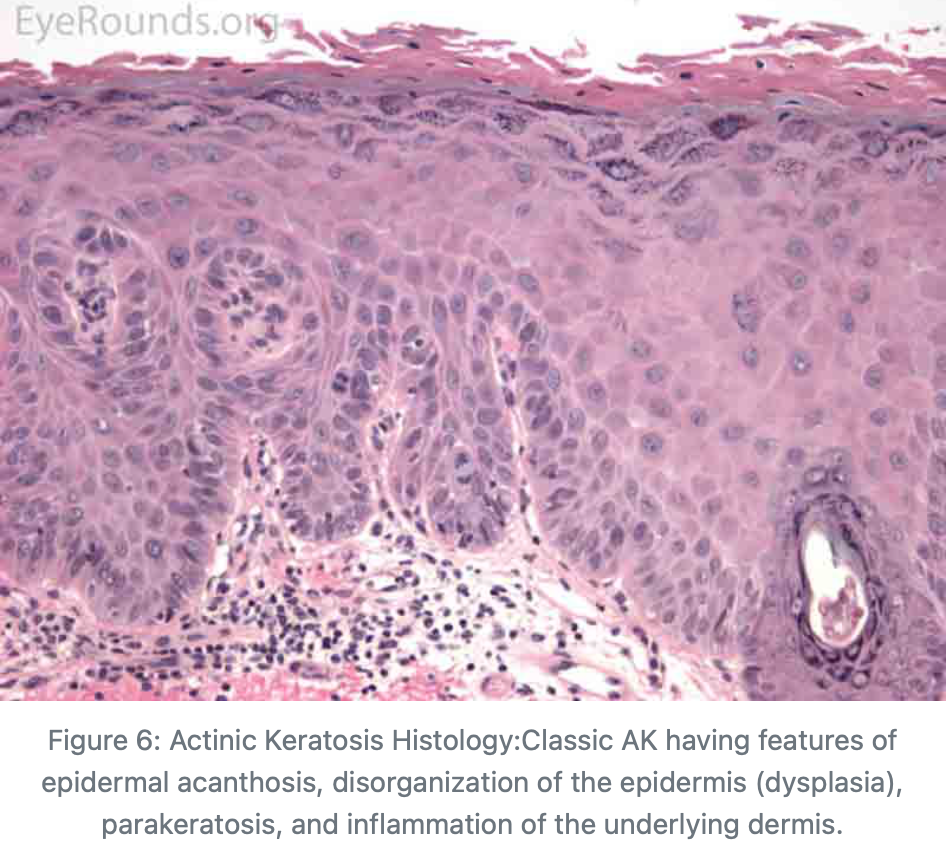 EyeRounds.org
Figure 6: Actinic Keratosis Histology:Classic AK having features of
epidermal acanthosis, disorganization of the epidermis (dysplasia),
parakeratosis, and inflammation of the underlying dermis.